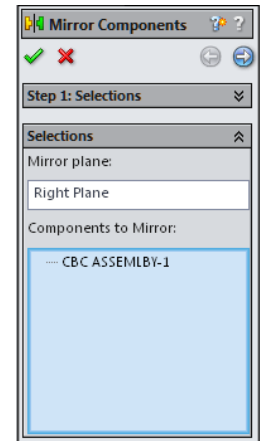 Mirror Components ?
Step 1: Selections
Selections
Mirror plane:
Right Plane
Components to Mirror:
CBC ASSEMLBY-1